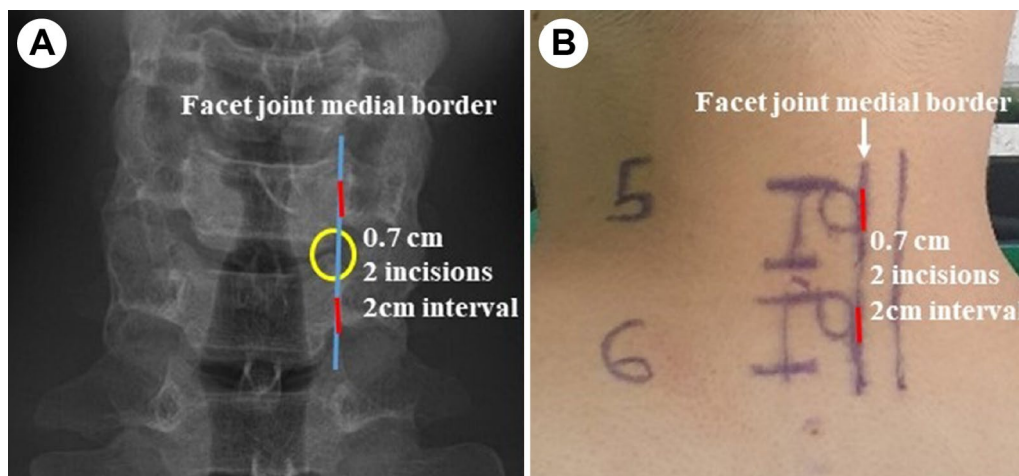 A
Facet joint medial border
0.7 cm
2 incisions
2cm interval
B
Facet joint medial border
5
0.7 cm
2 incisions
2cm interval
6